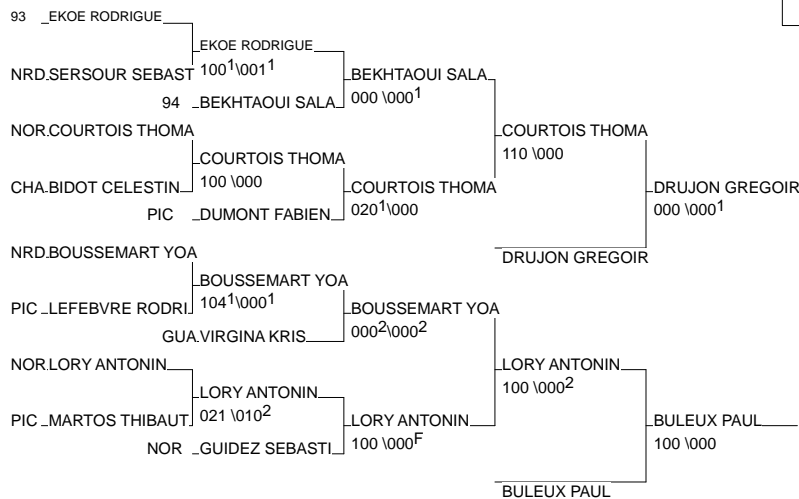 93 EKOE RODRIGUE
EKOE RODRIGUE
NRD.SERSOUR SEBAST 100¹\001¹ BEKHTAOUI SALA
94 BEKHTAOUI SALA 000 \000¹
NOR.COURTOIS THOMA COURTOIS THOMA
COURTOIS THOMA 110 \000
100 \000
CHA.BIDOT CELESTIN COURTOIS THOMA DRUJON GREGOIR
PIC DUMONT FABIEN 020¹\000 000 \000¹
NRD.BOUSSEMART YOA DRUJON GREGOIR
BOUSSEMART YOA
PIC LEFEBVRE RODRI 104¹\000¹ BOUSSEMART YOA
GUA.VIRGINA KRIS 000²\000²
NOR.LORY ANTONIN LORY ANTONIN
LORY ANTONIN 100 \000²
PIC MARTOS THIBAUT 021 \010² LORY ANTONIN BULEUX PAUL
NOR GUIDEZ SEBASTI 100 \000F 100 \000
BULEUX PAUL